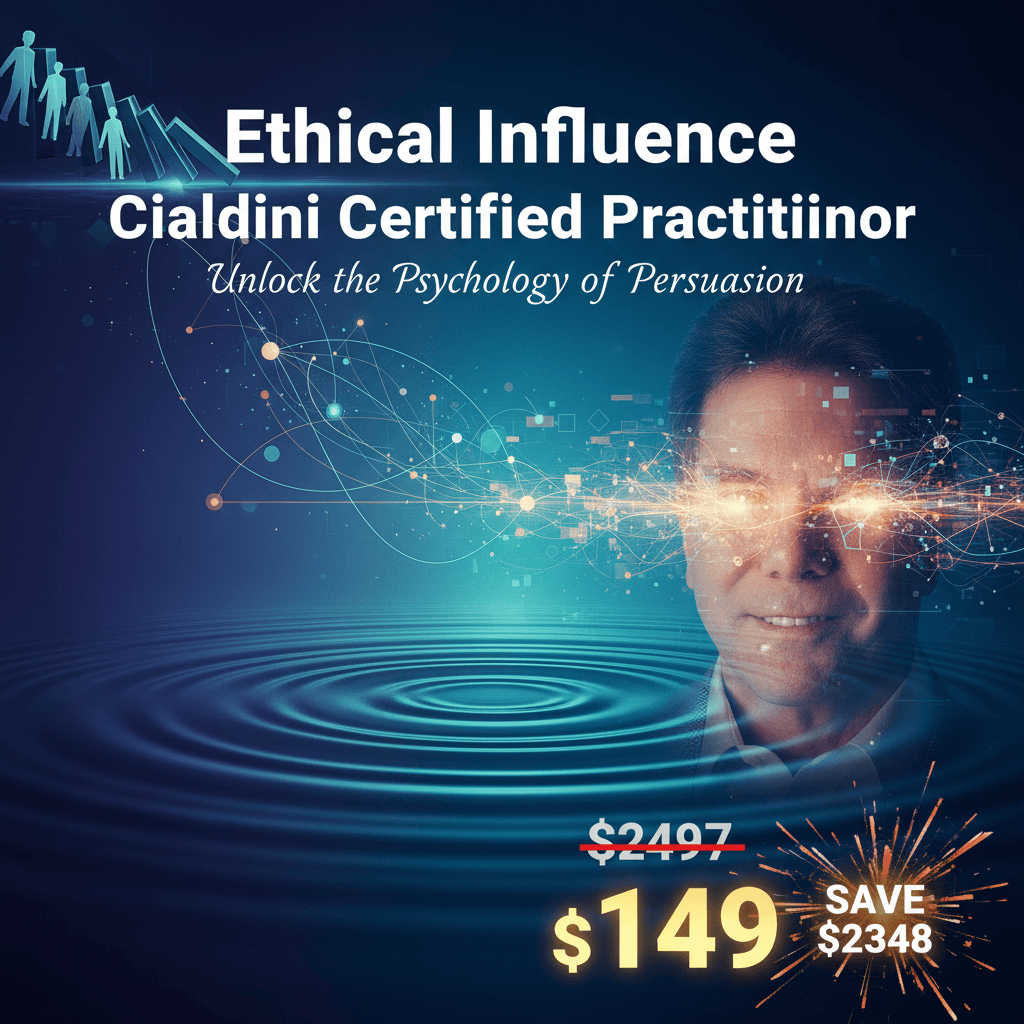 Ethical Influence
Cialdini Certified Practitiinor
Unlock the Psychology of Persuasion
$2497
$149
SAVE
$2348